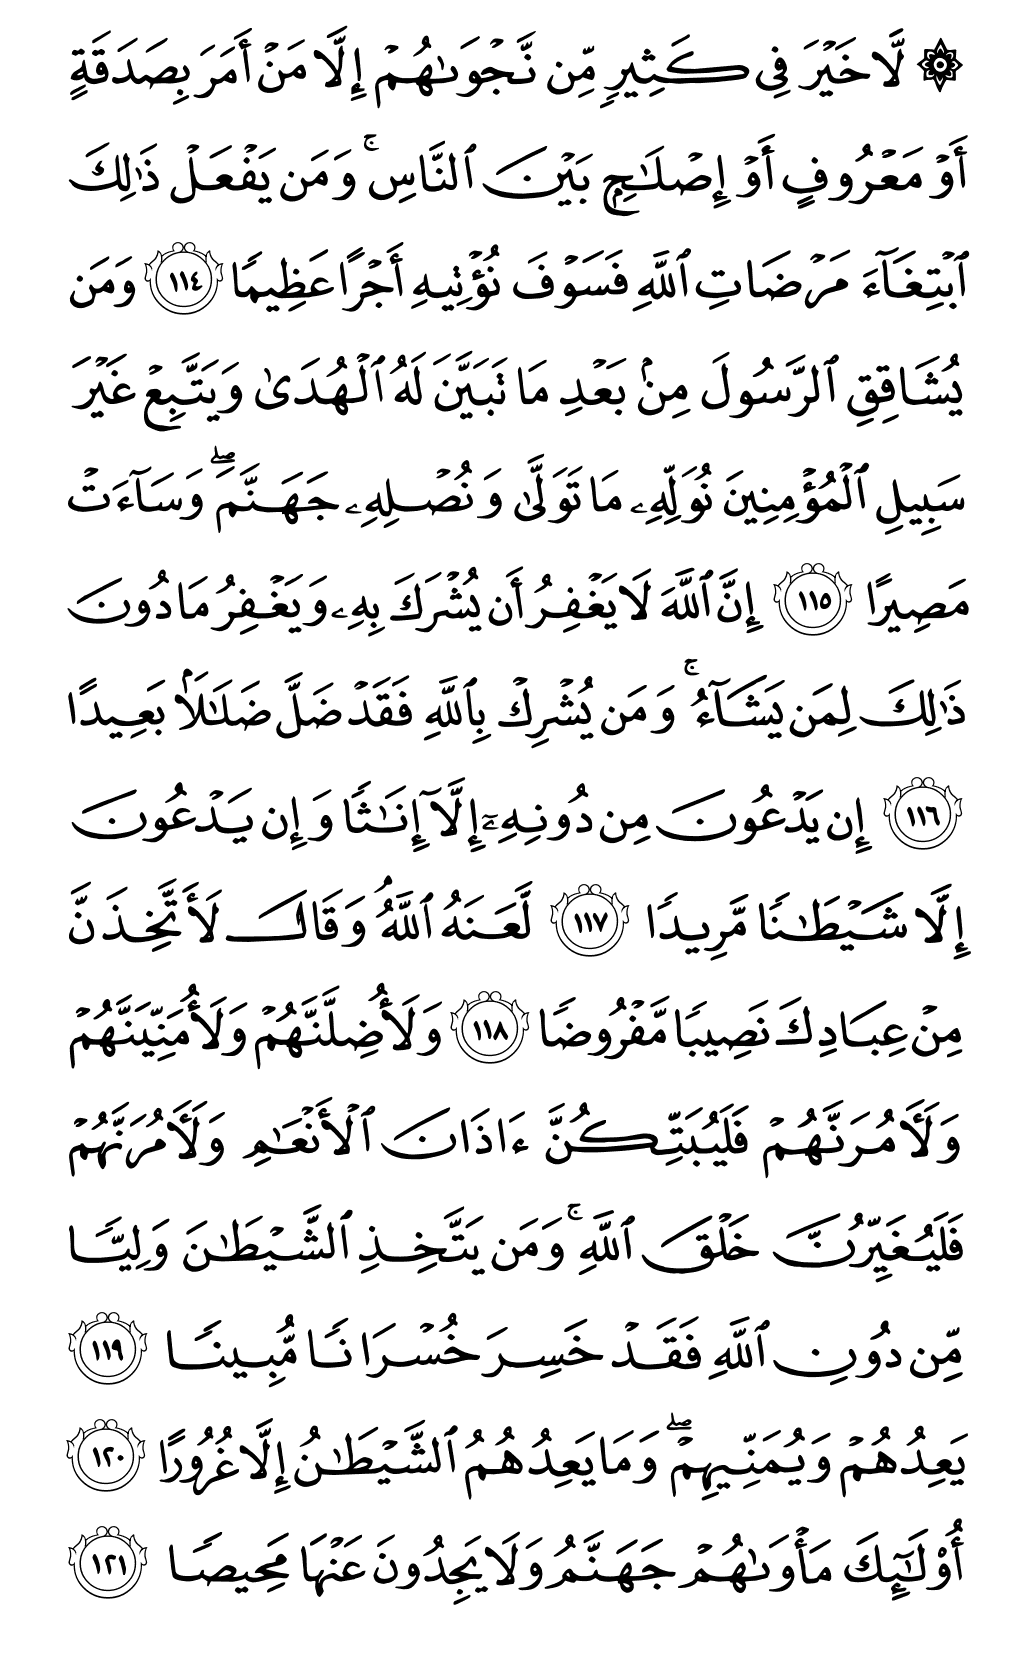 ۞ لَّا خَيْرَ فِى كَثِيرٍ مِّن نَّجْوَىٰهُمْ إِلَّا مَنْ أَمَرَ بِصَدَقَةٍ
أَوْ مَعْرُوفٍ أَوْ إِصْلَـٰحٍۭ بَيْنَ ٱلنَّاسِ ۚ وَمَن يَفْعَلْ ذَٰلِكَ
ٱبْتِغَآءَ مَرْضَاتِ ٱللَّهِ فَسَوْفَ نُؤْتِيهِ أَجْرًا عَظِيمًا ١١٤ وَمَن
يُشَاقِقِ ٱلرَّسُولَ مِنۢ بَعْدِ مَا تَبَيَّنَ لَهُ ٱلْهُدَىٰ وَيَتَّبِعْ غَيْرَ
سَبِيلِ ٱلْمُؤْمِنِينَ نُوَلِّهِۦ مَا تَوَلَّىٰ وَنُصْلِهِۦ جَهَنَّمَ ۖ وَسَآءَتْ
مَصِيرًا ١١٥ إِنَّ ٱللَّهَ لَا يَغْفِرُ أَن يُشْرَكَ بِهِۦ وَيَغْفِرُ مَا دُونَ
ذَٰلِكَ لِمَن يَشَآءُ ۚ وَمَن يُشْرِكْ بِٱللَّهِ فَقَدْ ضَلَّ ضَلَـٰلًۢا بَعِيدًا
١١٦ إِن يَدْعُونَ مِن دُونِهِۦٓ إِلَّآ إِنَـٰثًا وَإِن يَدْعُونَ
إِلَّا شَيْطَـٰنًا مَّرِيدًا ١١٧ لَّعَنَهُ ٱللَّهُ ۘ وَقَالَ لَأَتَّخِذَنَّ
مِنْ عِبَادِكَ نَصِيبًا مَّفْرُوضًا ١١٨ وَلَأُضِلَّنَّهُمْ وَلَأُمَنِّيَنَّهُمْ
وَلَـَٔامُرَنَّهُمْ فَلَيُبَتِّكُنَّ ءَاذَانَ ٱلْأَنْعَـٰمِ وَلَـَٔامُرَنَّهُمْ
فَلَيُغَيِّرُنَّ خَلْقَ ٱللَّهِ ۚ وَمَن يَتَّخِذِ ٱلشَّيْطَـٰنَ وَلِيًّا
مِّن دُونِ ٱللَّهِ فَقَدْ خَسِرَ خُسْرَانًا مُّبِينًا ١١٩
يَعِدُهُمْ وَيُمَنِّيهِمْ ۖ وَمَا يَعِدُهُمُ ٱلشَّيْطَـٰنُ إِلَّا غُرُورًا ١٢٠
أُو۟لَـٰٓئِكَ مَأْوَىٰهُمْ جَهَنَّمُ وَلَا يَجِدُونَ عَنْهَا مَحِيصًا ١٢١